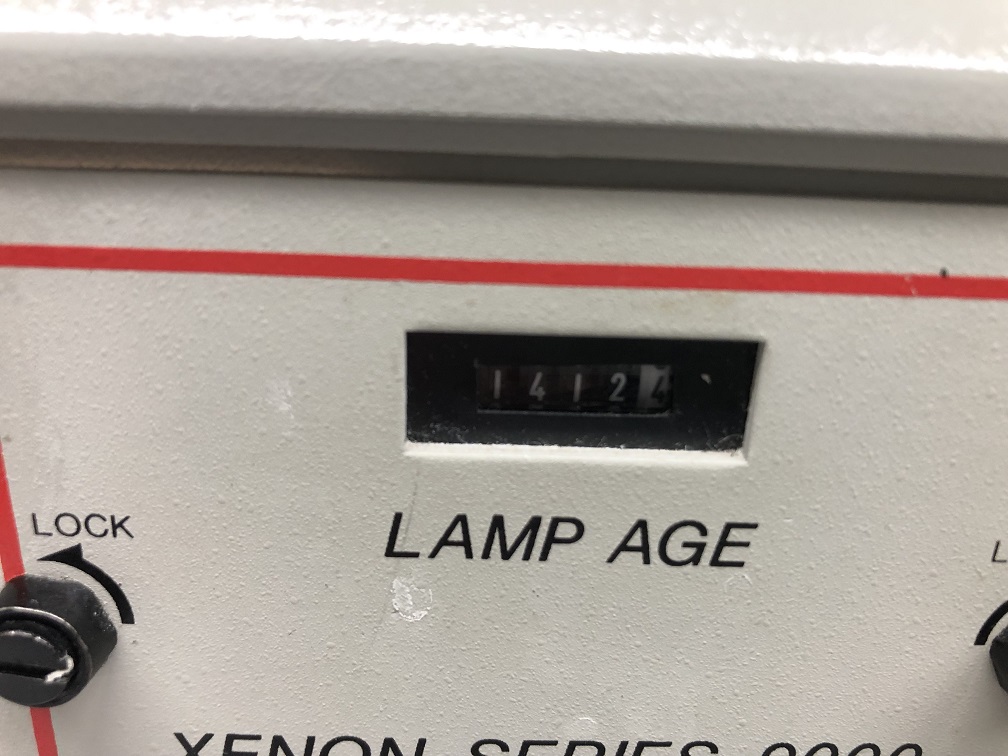 14124
LAMP AGE
LOCK
L
XENON SERIES